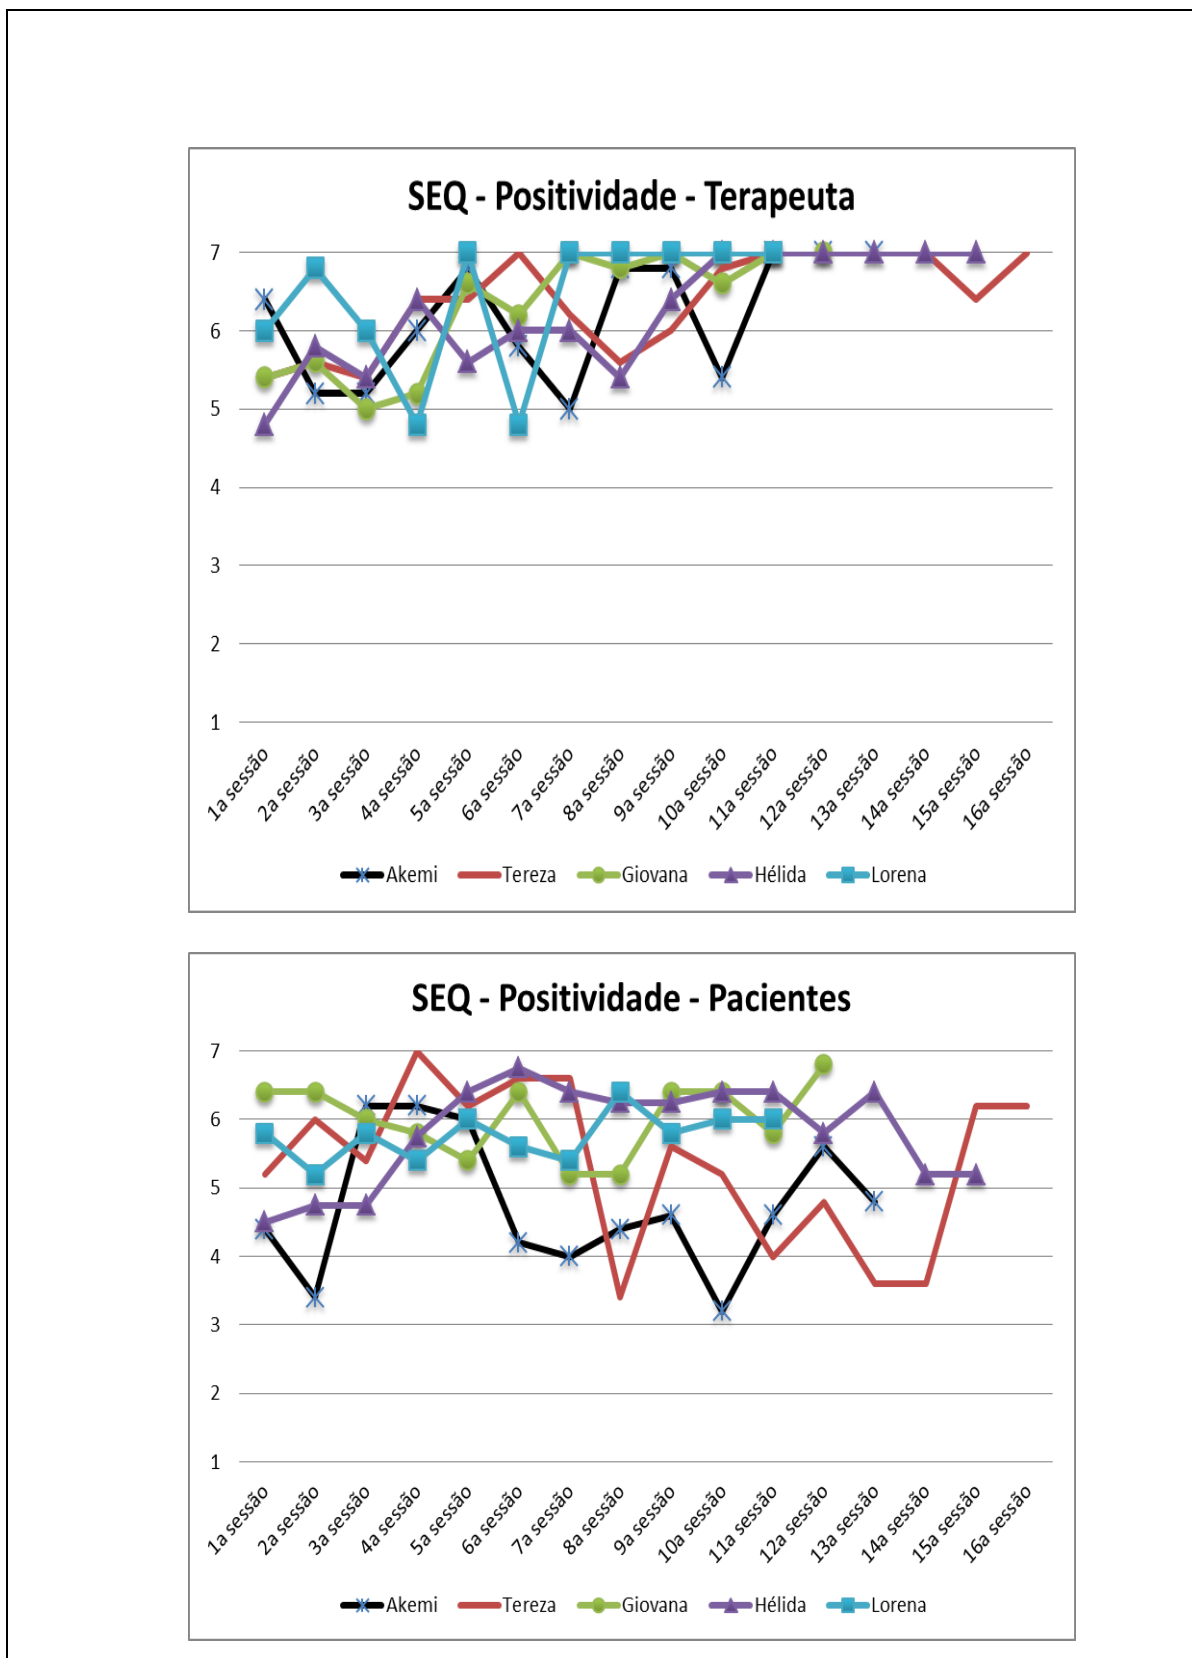 SEQ - Positividade - Terapeuta
7
6
5
4
3
2
1
1a sessão
2a sessão
3a sessão
4a sessão
5a sessão
6a sessão
7a sessão
8a sessão
9a sessão
10a sessão
11a sessão
12a sessão
13a sessão
14a sessão
15a sessão
16a sessão
Akemi Tereza Giovana Hélida Lorena
SEQ - Positividade - Pacientes
7
6
5
4
3
2
1
1a sessão
2a sessão
3a sessão
4a sessão
5a sessão
6a sessão
7a sessão
8a sessão
9a sessão
10a sessão
11a sessão
12a sessão
13a sessão
14a sessão
15a sessão
16a sessão
Akemi Tereza Giovana Hélida Lorena